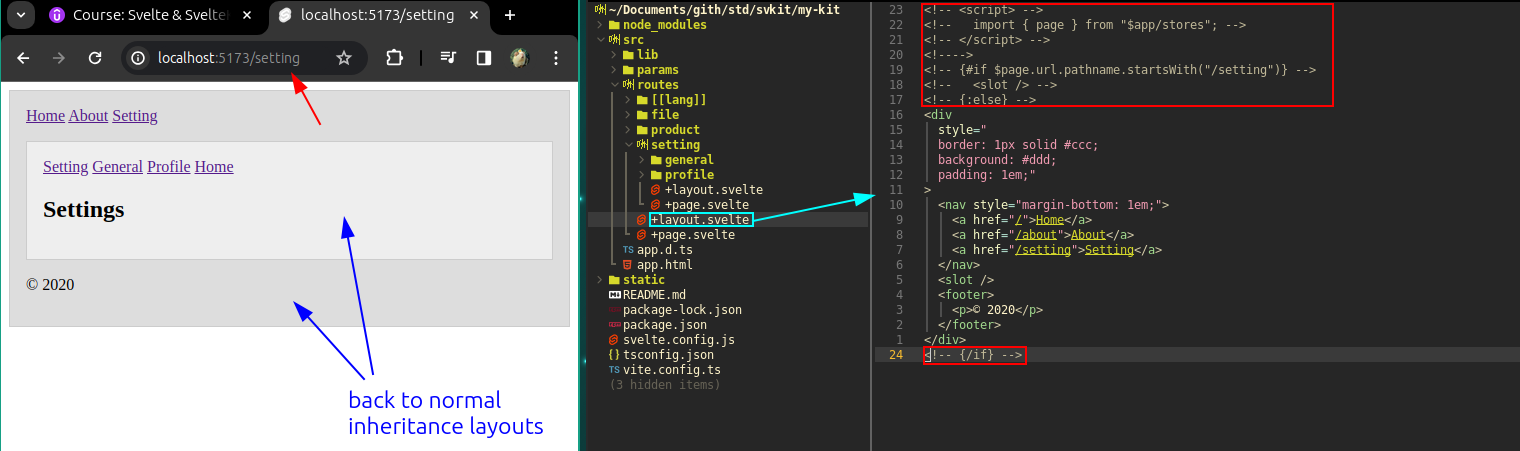 Course: Svelte & Svelte
localhost:5173/setting
localhost:5173/setting
Home About Setting
Setting General Profile Home
Settings
© 2020
back to normal
inheritance layouts
~/Documents/gith/std/svkit/my-kit
node_modules
src
lib
params
routes
[[lang]]
file
product
setting
general
profile
+layout.svelte
+page.svelte
+layout.svelte
+page.svelte
TS app.d.ts
app.html
static
README.md
package-lock.json
package.json
svelte.config.js
{} tsconfig.json
TS vite.config.ts
(3 hidden items)
23 <!-- <script> -->
22 <!--   import { page } from "$app/stores"; -->
21 <!-- </script> -->
20 <!---->
19 <!-- {#if $page.url.pathname.startsWith("/setting")} -->
18 <!--   <slot /> -->
17 <!-- {:else} -->
16 <div
15   style="
14   border: 1px solid #ccc;
13   background: #ddd;
12   padding: 1em;"
11 >
10   <nav style="margin-bottom: 1em;">
9     <a href="/">Home</a>
8     <a href="/about">About</a>
7     <a href="/setting">Setting</a>
6   </nav>
5   <slot />
4   <footer>
3     <p>© 2020</p>
2   </footer>
1 </div>
24 <!-- {/if} -->